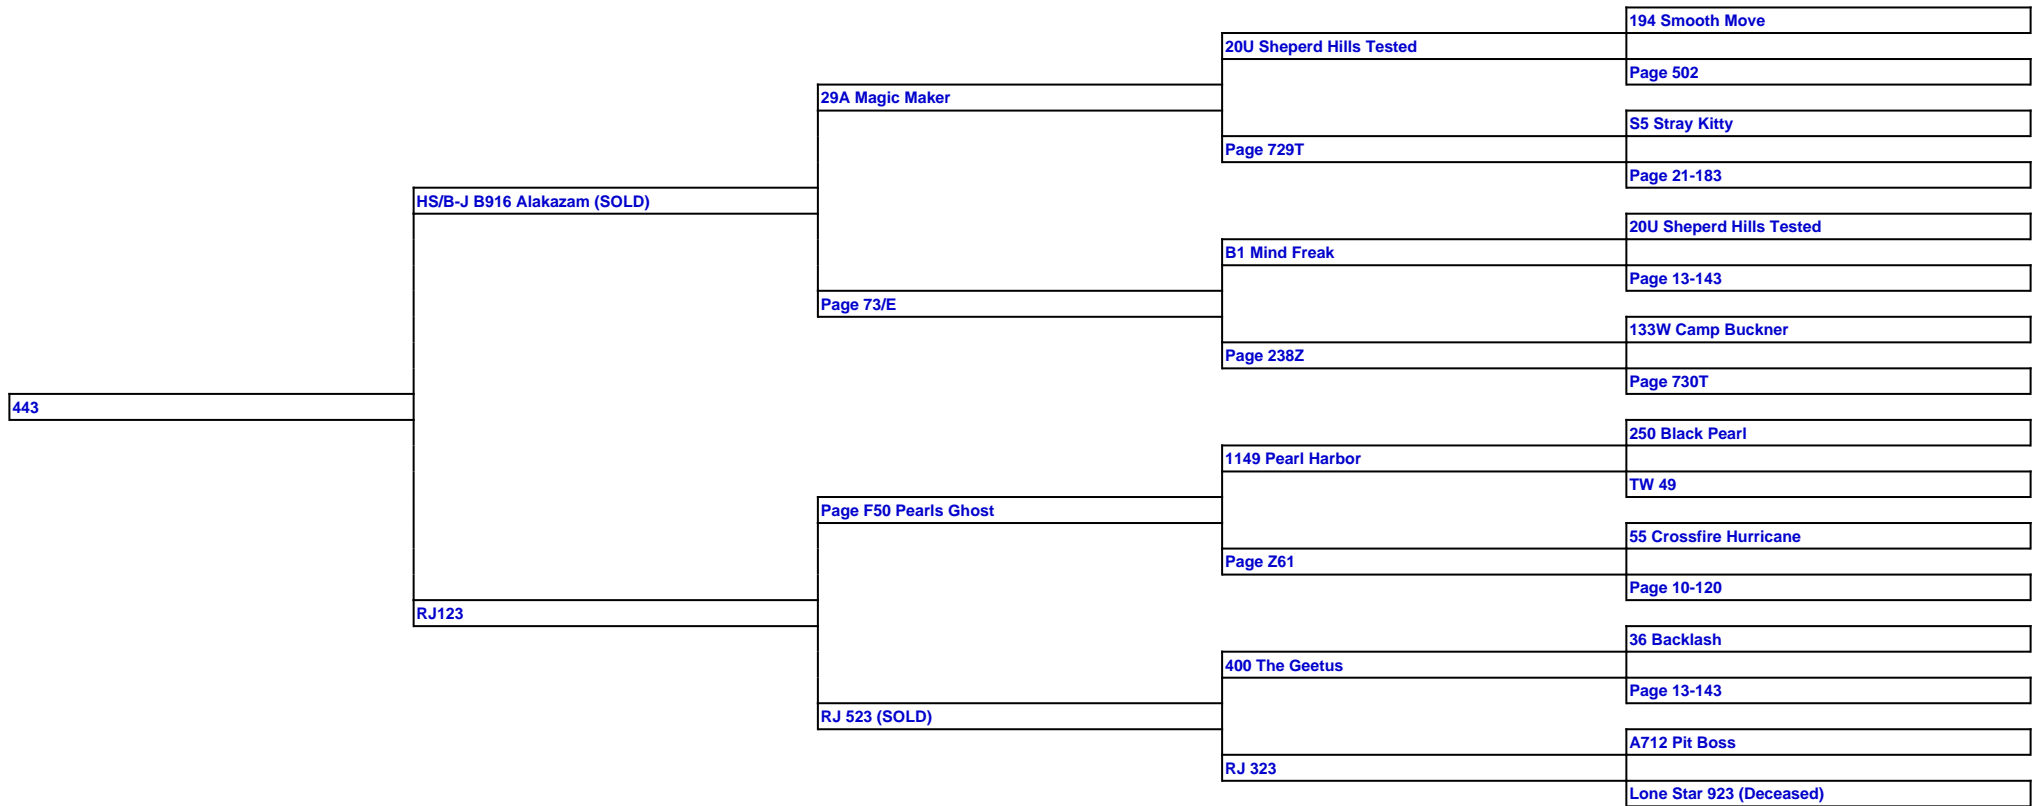 194 Smooth Move
20U Sheperd Hills Tested
Page 502
29A Magic Maker
S5 Stray Kitty
Page 729T
Page 21-183
HS/B-J B916 Alakazam (SOLD)
20U Sheperd Hills Tested
B1 Mind Freak
Page 13-143
Page 73/E
133W Camp Buckner
Page 238Z
Page 730T
443
250 Black Pearl
1149 Pearl Harbor
TW 49
Page F50 Pearls Ghost
55 Crossfire Hurricane
Page Z61
Page 10-120
RJ123
36 Backlash
400 The Geetus
Page 13-143
RJ 523 (SOLD)
A712 Pit Boss
RJ 323
Lone Star 923 (Deceased)